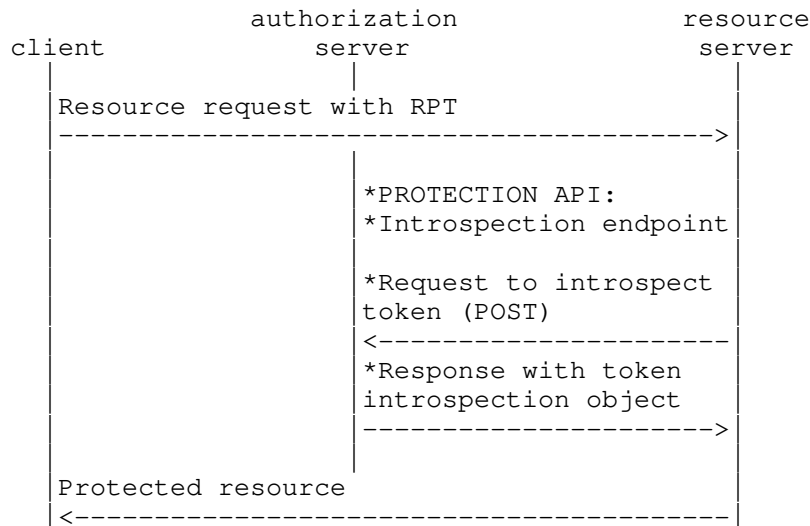 authorization resource
client server server
Resource request with RPT
*PROTECTION API:
*Introspection endpoint
*Request to introspect
token (POST)
*Response with token
introspection object
Protected resource